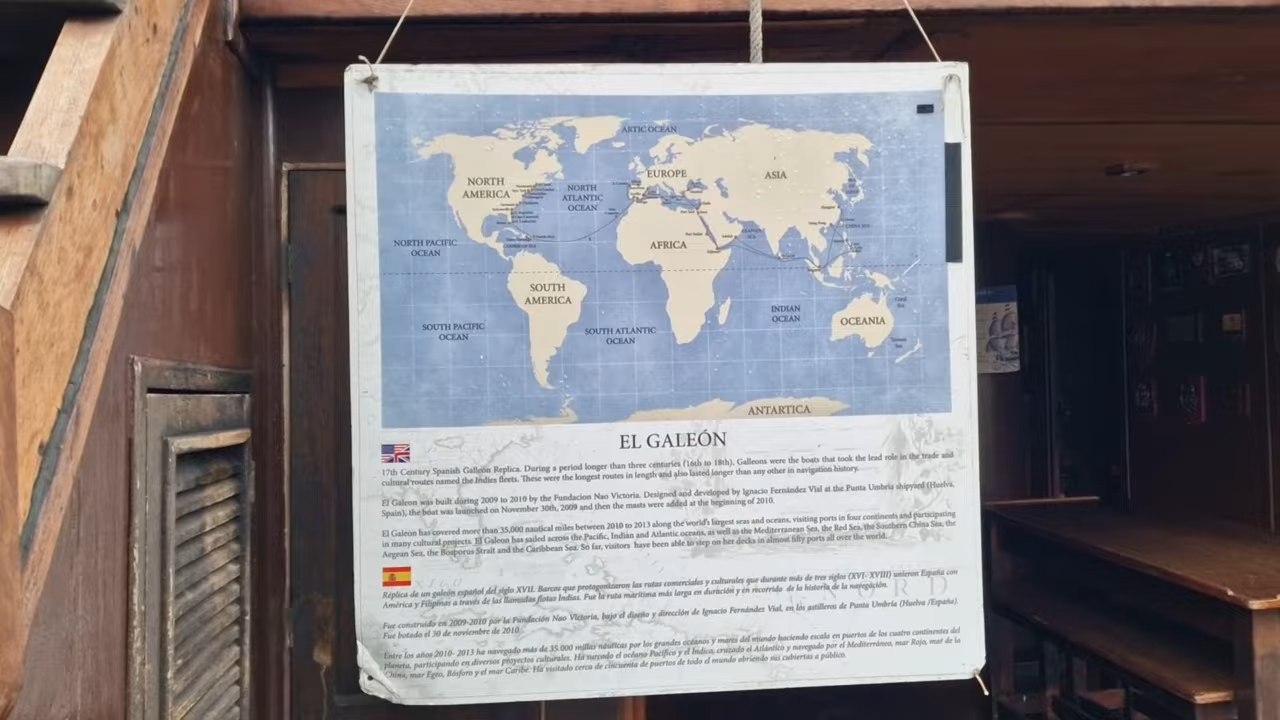 ARTIC OCEAN
NORTH
AMERICA
NORTH
ATLANTIC
OCEAN
EUROPE
ASIA
NORTH PACIFIC
OCEAN
AFRICA
SOUTH
AMERICA
SOUTH PACIFIC
OCEAN
SOUTH ATLANTIC
OCEAN
INDIAN
OCEAN
OCEANIA
ANTARTICA
EL GALEÓN
17th Century Spanish Galleon Replica. During a period longer than three centuries (16th to 18th). Galleons were the boats that took the lead role in the trade and
cultural routes named the Indies fleets. These were the longest routes in length and also lasted longer than any other in navigation history.
El Galeon was built during 2009 to 2010 by the Fundacion Nao Victoria. Designed and developed by Ignacio Fernández Vial at the Punta Umbria shipyard (Huelva,
Spain), the boat was launched on November 30th, 2009 and then the masts were added at the beginning of 2010.
El Galeon has covered more than 35.000 nautical miles between 2010 to 2013 along the world's largest seas and oceans, visiting ports in four continents and participating
in many cultural projects. El Galeon has sailed across the Pacific, Indian and Atlantic oceans, as well as the Mediterranean Sea, the Red Sea, the Southern China Sea, the
Aegean Sea, the Bosporus Strait and the Caribbean Sea. So far, visitors have been able to step on her decks in almost fifty ports all over the world.
Replica de un galeón español del siglo XVII. Barcos que protagonizaron las rutas comerciales y culturales que durante más de tres siglos (XVI- XVIII) unieron España con
América y Filipinas a través de las llamadas flotas Indias. Fue la ruta marítima más larga en duración y en recorrido de la historia de la navegación.
Fue construido en 2009-2010 por la Fundación Nao Victoria, bajo el diseño y dirección de Ignacio Fernández Vial, en los astilleros de Punta Umbría (Huelva /España).
Fue botado el 30 de noviembre de 2010.
Entre los años 2010- 2013 ha navegado más de 35.000 millas náuticas por los grandes océanos y mares del mundo haciendo escala en puertos de los cuatro continentes del
planeta, participando en diversos proyectos culturales. Ha surcado el océano Pacífico y el Índico, cruzado el Atlántico y navegado por el Mediterráneo, mar Rojo, mar de la
China, mar Egeo, Bósforo y el mar Caribe. Ha visitado cerca de cincuenta de puertos de todo el mundo abriendo sus cubiertas a público.